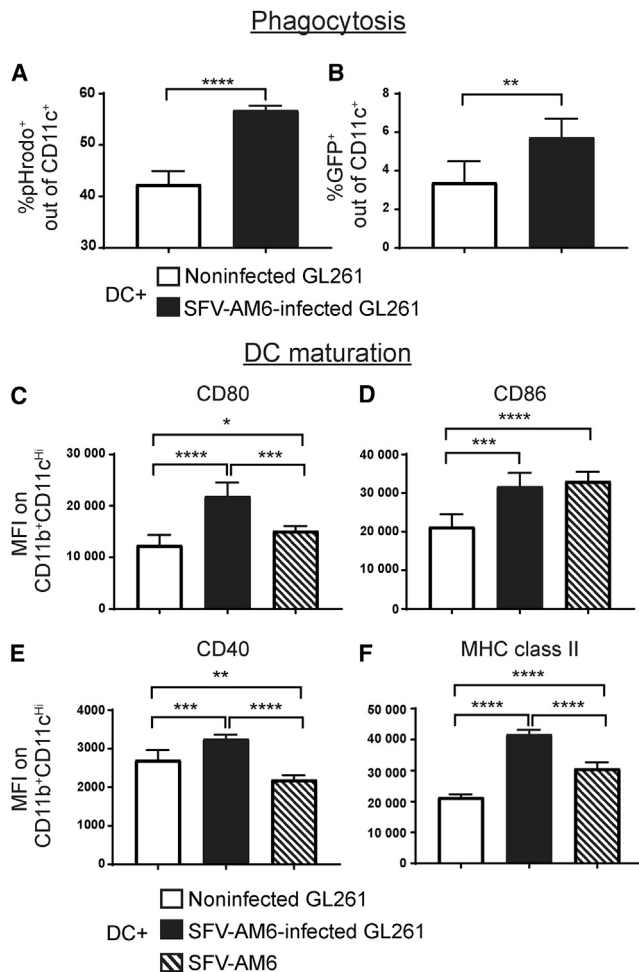 Phagocytosis
A
B
****
**
%pHrodo⁺
out of CD11c⁺
60
50
40
30
%GFP⁺
out of CD11c⁺
8
6
4
2
0
DC+
Noninfected GL261
SFV-AM6-infected GL261
DC maturation
C
CD80
D
CD86
MFI on
CD11b⁺CD11cᴴⁱ
30 000
20 000
10 000
0
*
****
***
40 000
30 000
20 000
10 000
****
***
E
CD40
F
MHC class II
MFI on
CD11b⁺CD11cᴴⁱ
4000
3000
2000
1000
0
**
***
****
50 000
40 000
30 000
20 000
10 000
0
****
****
****
DC+
Noninfected GL261
SFV-AM6-infected GL261
SFV-AM6